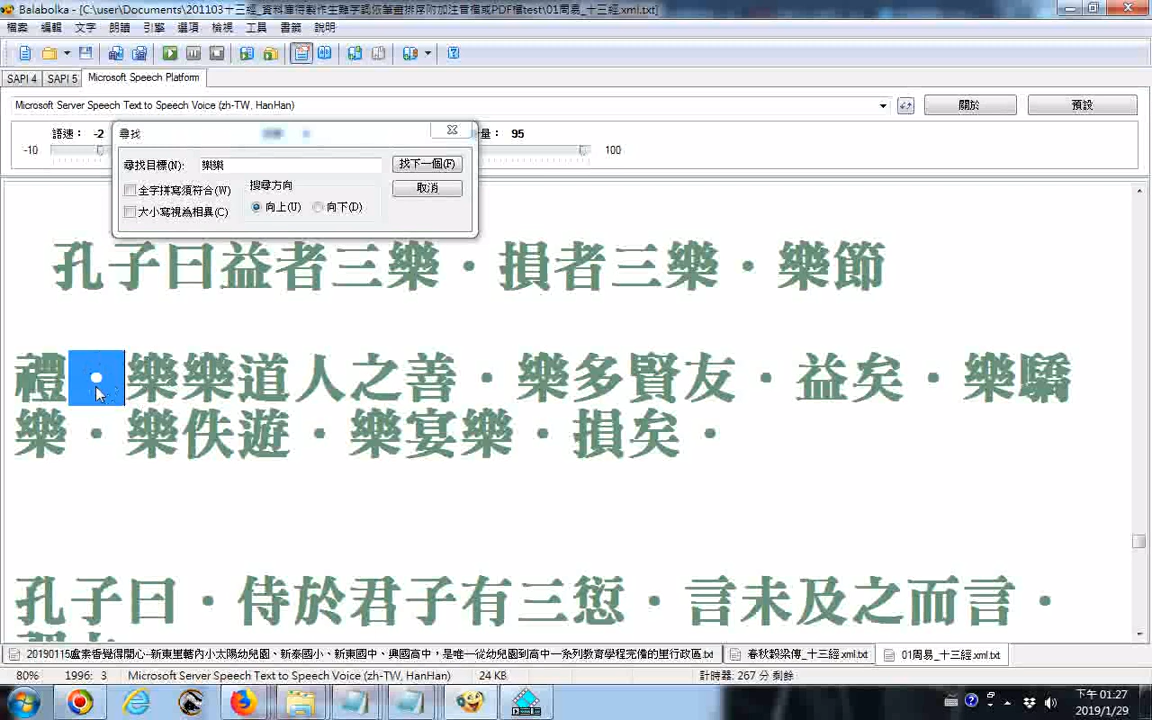 Balabolka - [C:\user\Documents\201103十三經_資料庫待製作生難字詞依筆畫排序附加注音檔或PDF檔test\01周易_十三經.xml.txt]
檔案 編輯 文字 朗讀 引擎 選項 檢視 工具 書籤 說明
SAPI 4 SAPI 5 Microsoft Speech Platform
Microsoft Server Speech Text to Speech Voice (zh-TW, HanHan) 關於 預設
語速： -2 量： 95
-10 100
尋找
尋找目標(N): 樂樂 找下一個(F)
全字拼寫須符合(W) 搜尋方向 取消
大小寫視為相異(C) 向上(U) 向下(D)
孔子曰益者三樂．損者三樂．樂節
禮．樂樂道人之善．樂多賢友．益矣．樂驕
樂．樂佚遊．樂宴樂．損矣．
孔子曰．侍於君子有三愆．言未及之而言．
20190115盧素香覺得開心--新東里轄內小太陽幼兒園、新泰國小、新東國中、興國高中，是唯一從幼兒園到高中一系列教育學程完備的里行政區.txt 春秋穀梁傳_十三經.xml.txt 01周易_十三經.xml.txt
80% 1996: 3 Microsoft Server Speech Text to Speech Voice (zh-TW, HanHan) 24 KB 計時器: 267 分 剩餘
下午 01:27
2019/1/29